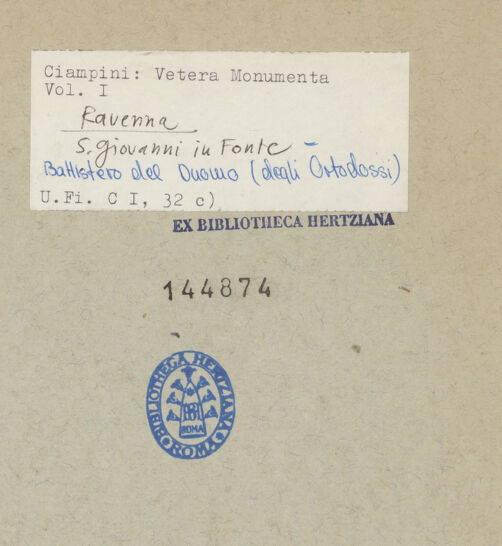 Ciampini: Vetera Monumenta
Vol. I
Ravenna
S. giovanni in Fonte
Battistero del Duomo (degli Ortodossi)
U.Fi. C I, 32 c)
EX BIBLIOTHECA HERTZIANA
144874
BIBLIOTHECA HERTZIANA
ROMA
ROMA